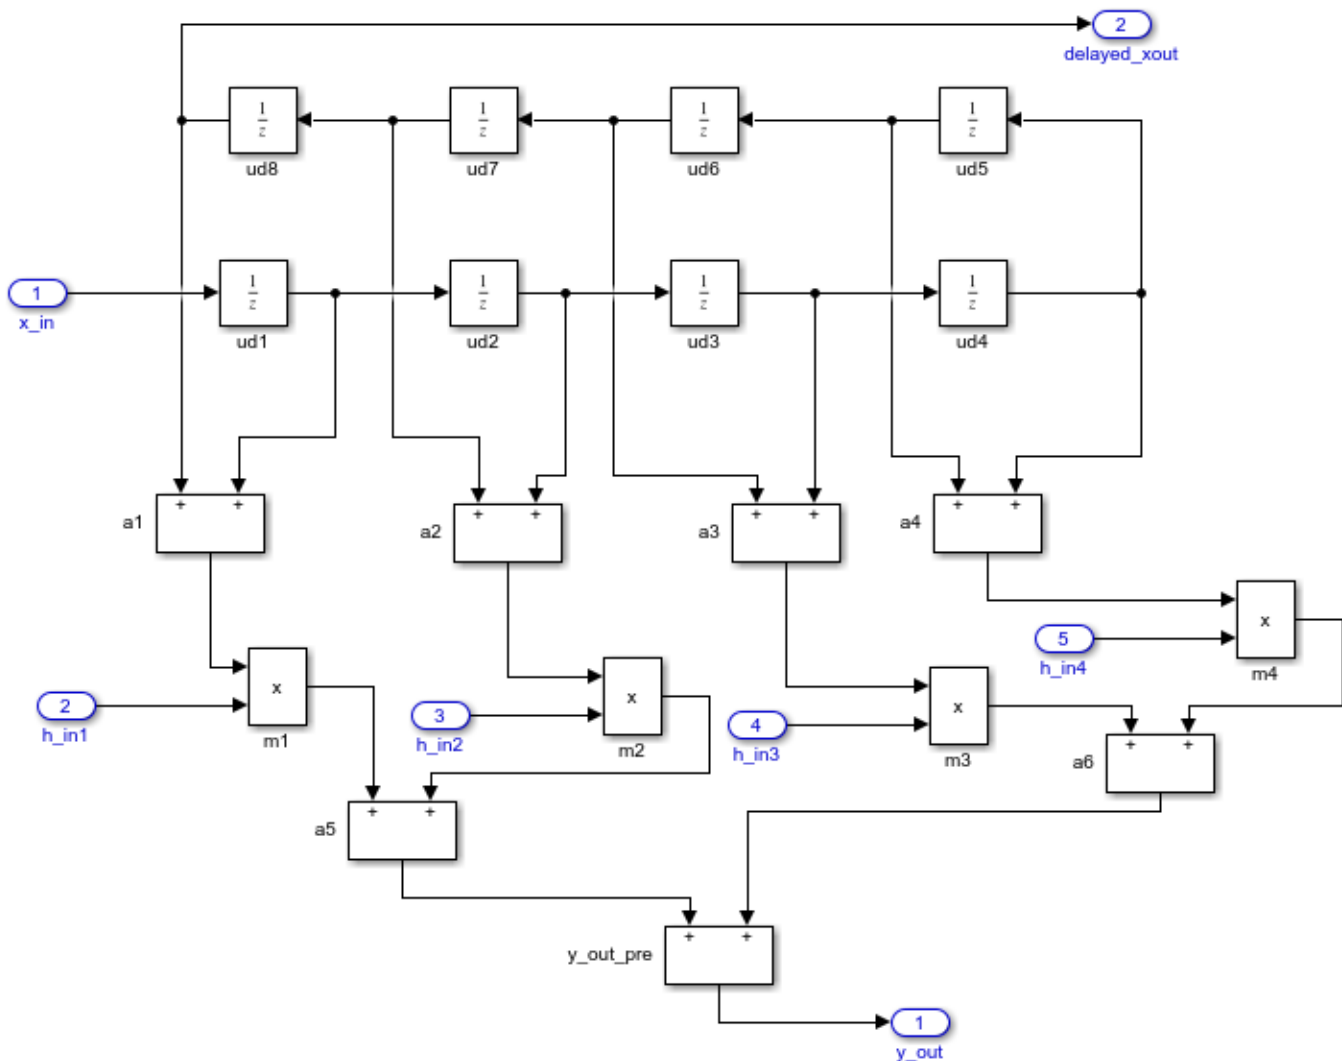 2
delayed_xout
1
z
ud8
1
z
ud7
1
z
ud6
1
z
ud5
1
x_in
1
z
ud1
1
z
ud2
1
z
ud3
1
z
ud4
a1
+ +
a2
+ +
a3
+ +
a4
+ +
2
h_in1
x
m1
3
h_in2
x
m2
4
h_in3
x
m3
5
h_in4
x
m4
a5
+ +
a6
+ +
y_out_pre
+ +
1
y_out